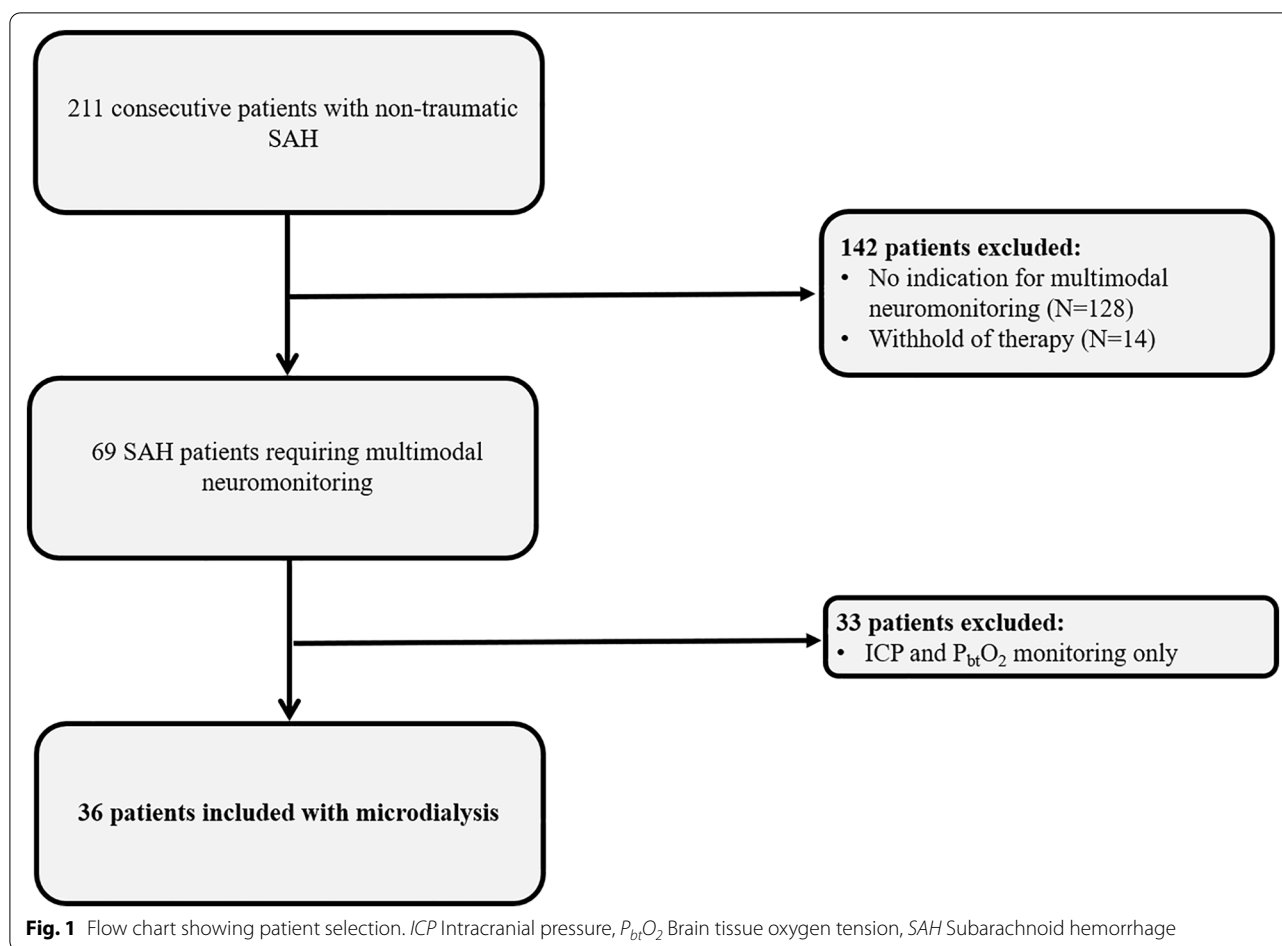 211 consecutive patients with non-traumatic
SAH
142 patients excluded:
• No indication for multimodal
neuromonitoring (N=128)
• Withhold of therapy (N=14)
69 SAH patients requiring multimodal
neuromonitoring
33 patients excluded:
• ICP and PbtO2 monitoring only
36 patients included with microdialysis
Fig. 1 Flow chart showing patient selection. ICP Intracranial pressure, PbtO2 Brain tissue oxygen tension, SAH Subarachnoid hemorrhage